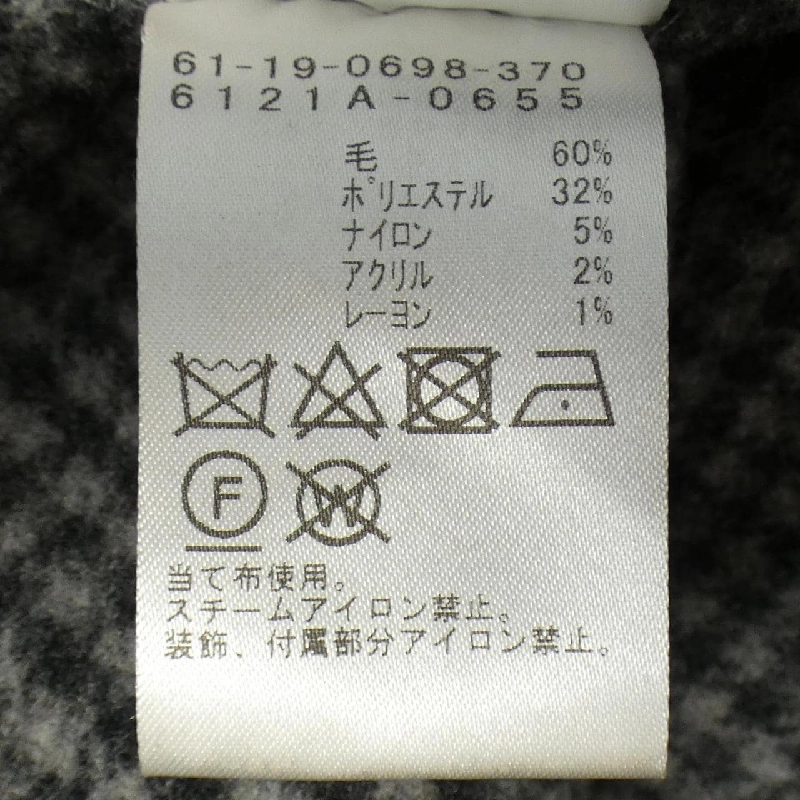 61-19-0698-370
6121A-0655
毛 60%
ポリエステル 32%
ナイロン 5%
アクリル 2%
レーヨン 1%
F W
当て布使用。
スチームアイロン禁止。
装飾、付属部分アイロン禁止。